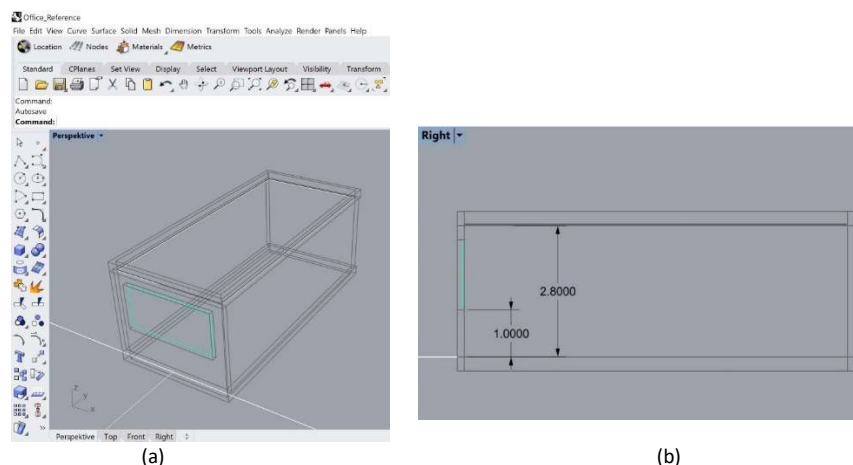 Office_Reference
File Edit View Curve Surface Solid Mesh Dimension Transform Tools Analyze Render Panels Help
Location Nodes Materials Metrics
Standard CPlanes Set View Display Select Viewport Layout Visibility Transform
Command:
Autosave
Command:
Perspektive
z
y
x
Perspektive Top Front Right
(a)
Right
2.8000
1.0000
(b)